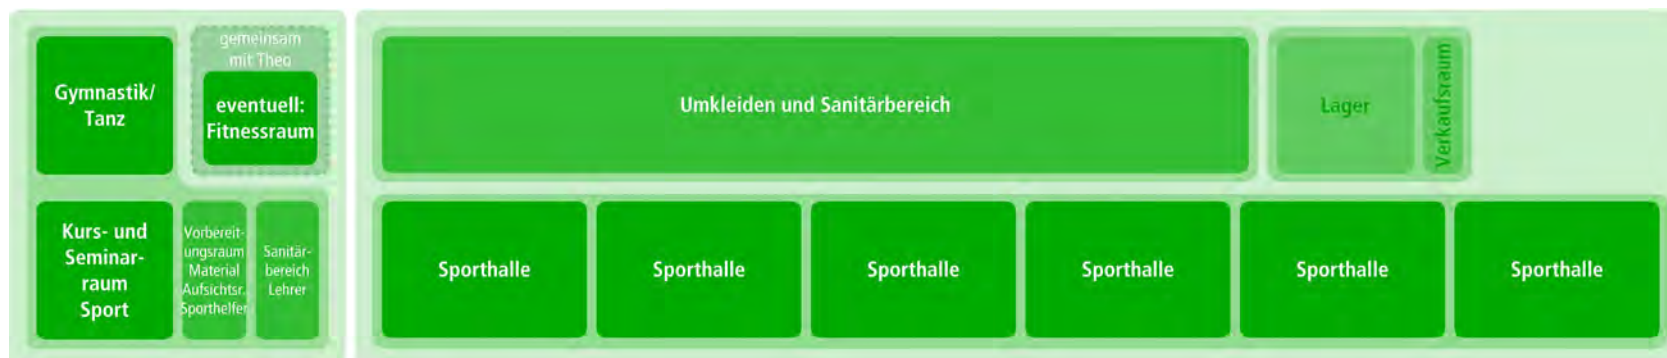 Gymnastik/
Tanz
gemeinsam
mit Theo
eventuell:
Fitnessraum
Umkleiden und Sanitärbereich
Lager
Verkaufsraum
Kurs- und
Seminar-
raum
Sport
Vorbereit-
ungsraum
Material
Aufsichtsr.
Sporthelfer
Sanitär-
bereich
Lehrer
Sporthalle
Sporthalle
Sporthalle
Sporthalle
Sporthalle
Sporthalle